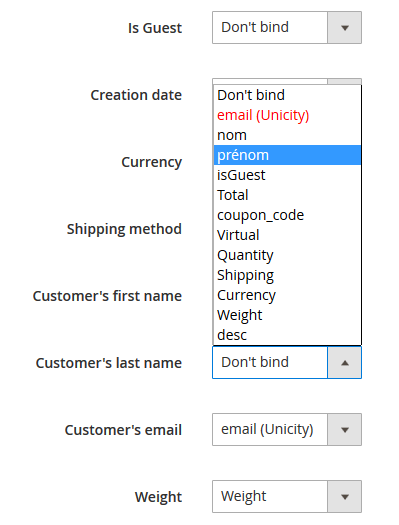 Is Guest Don't bind
Creation date
Don't bind
email (Unicity)
nom
prénom
Currency
isGuest
Total
coupon_code
Shipping method
Virtual
Quantity
Shipping
Customer's first name
Currency
Weight
desc
Customer's last name Don't bind
Customer's email email (Unicity)
Weight Weight